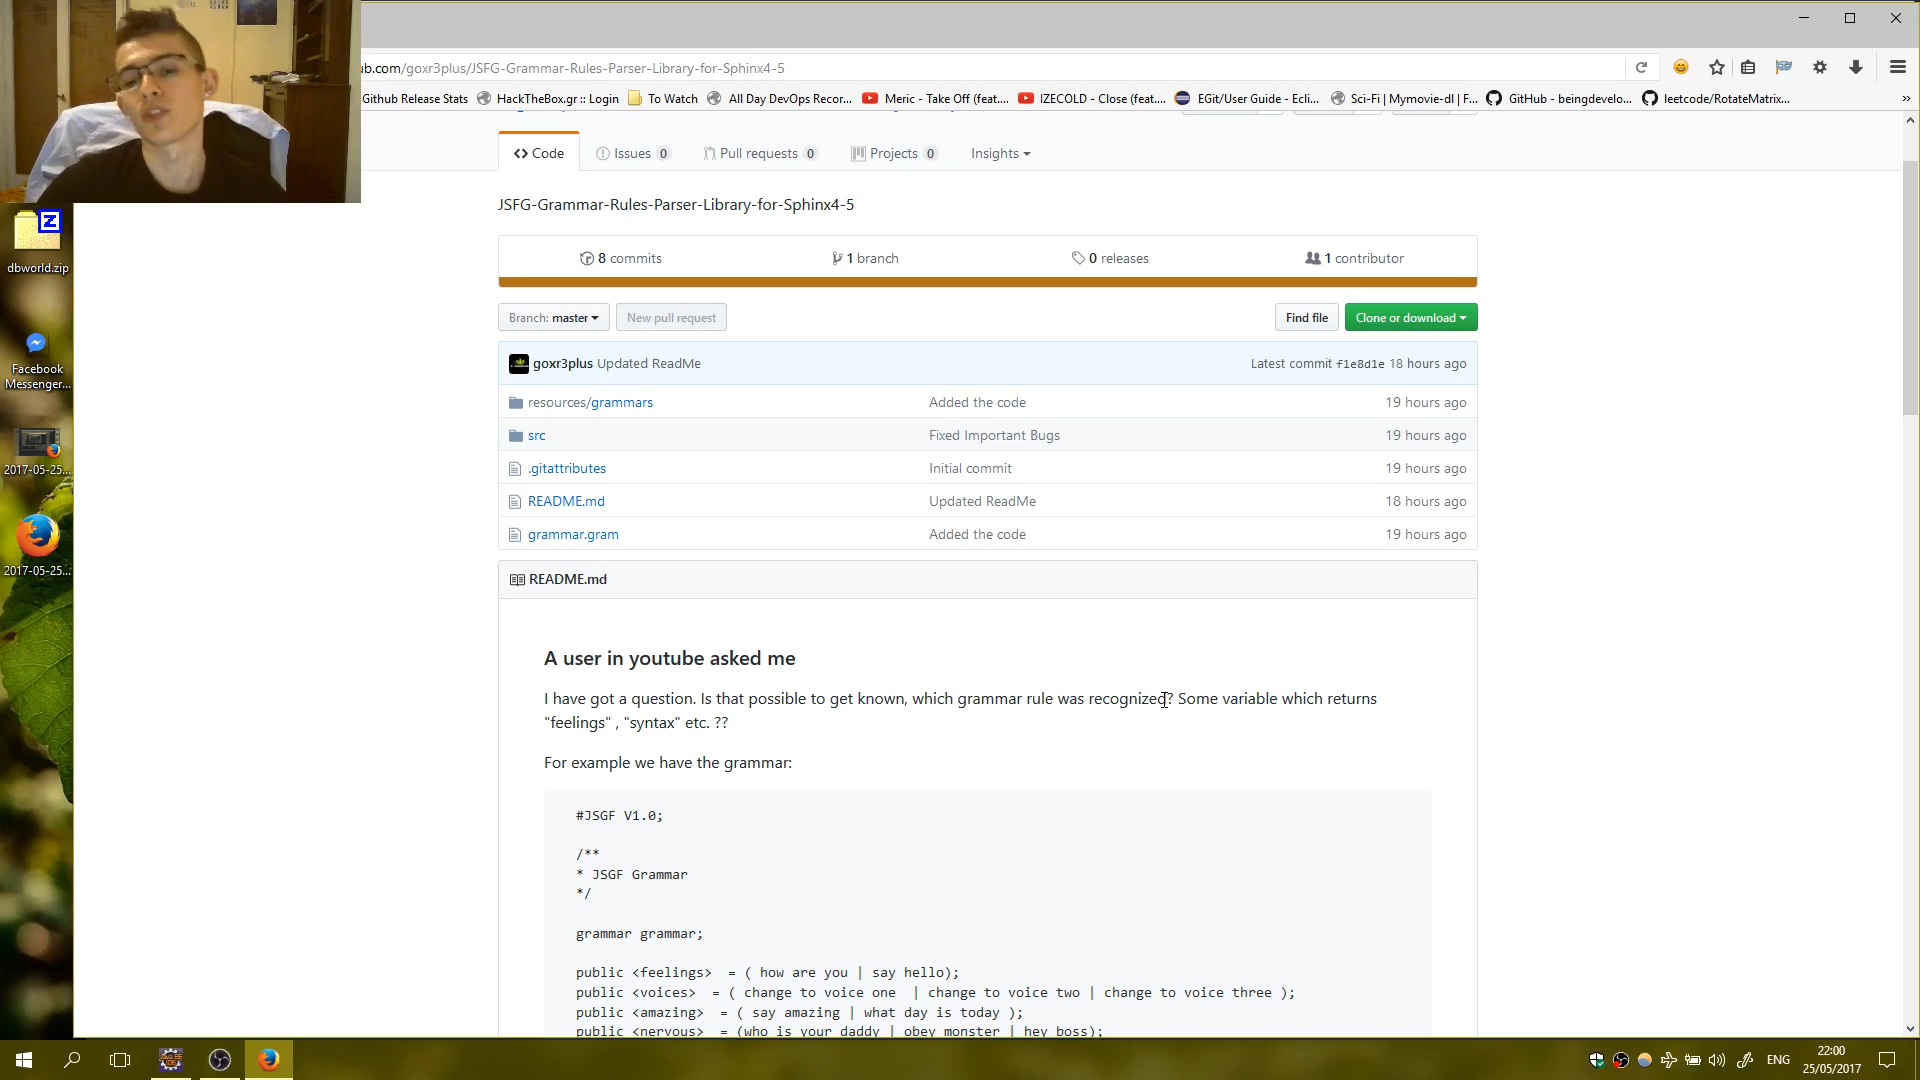 ub.com/goxr3plus/JSFG-Grammar-Rules-Parser-Library-for-Sphinx4-5
Github Release Stats HackTheBox.gr :: Login To Watch All Day DevOps Recor... Meric - Take Off (feat.... IZECOLD - Close (feat.... EGit/User Guide - Ecli... Sci-Fi | Mymovie-dl | F... GitHub - beingdevelo... leetcode/RotateMatrix... »
Code Issues 0 Pull requests 0 Projects 0 Insights
JSFG-Grammar-Rules-Parser-Library-for-Sphinx4-5
8 commits 1 branch 0 releases 1 contributor
Branch: master New pull request Find file Clone or download
goxr3plus Updated ReadMe Latest commit f1e8d1e 18 hours ago
resources/grammars Added the code 19 hours ago
src Fixed Important Bugs 19 hours ago
.gitattributes Initial commit 19 hours ago
README.md Updated ReadMe 18 hours ago
grammar.gram Added the code 19 hours ago
README.md
A user in youtube asked me
I have got a question. Is that possible to get known, which grammar rule was recognized? Some variable which returns
"feelings" , "syntax" etc. ??
For example we have the grammar:
#JSGF V1.0;
/**
* JSGF Grammar
*/
grammar grammar;
public <feelings> = ( how are you | say hello);
public <voices> = ( change to voice one | change to voice two | change to voice three );
public <amazing> = ( say amazing | what day is today );
public <nervous> = (who is your daddy | obey monster | hey boss);
Z
dbworld.zip
Facebook
Messenger...
2017-05-25...
2017-05-25...
ENG
22:00
25/05/2017